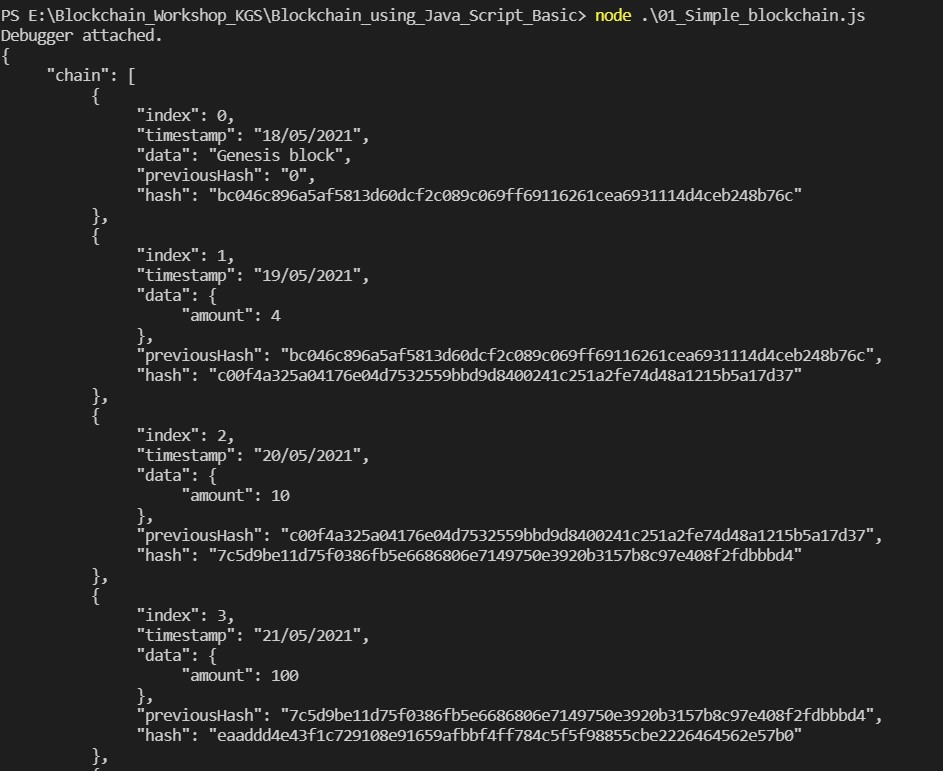 PS E:\Blockchain_Workshop_KGS\Blockchain_using_Java_Script_Basic> node .\01_Simple_blockchain.js
Debugger attached.
{
     "chain": [
          {
               "index": 0,
               "timestamp": "18/05/2021",
               "data": "Genesis block",
               "previousHash": "0",
               "hash": "bc046c896a5af5813d60dcf2c089c069ff69116261cea6931114d4ceb248b76c"
          },
          {
               "index": 1,
               "timestamp": "19/05/2021",
               "data": {
                    "amount": 4
               },
               "previousHash": "bc046c896a5af5813d60dcf2c089c069ff69116261cea6931114d4ceb248b76c",
               "hash": "c00f4a325a04176e04d7532559bbd9d8400241c251a2fe74d48a1215b5a17d37"
          },
          {
               "index": 2,
               "timestamp": "20/05/2021",
               "data": {
                    "amount": 10
               },
               "previousHash": "c00f4a325a04176e04d7532559bbd9d8400241c251a2fe74d48a1215b5a17d37",
               "hash": "7c5d9be11d75f0386fb5e6686806e7149750e3920b3157b8c97e408f2fdbbbd4"
          },
          {
               "index": 3,
               "timestamp": "21/05/2021",
               "data": {
                    "amount": 100
               },
               "previousHash": "7c5d9be11d75f0386fb5e6686806e7149750e3920b3157b8c97e408f2fdbbbd4",
               "hash": "eaaddd4e43f1c729108e91659afbbf4ff784c5f5f98855cbe2226464562e57b0"
          },